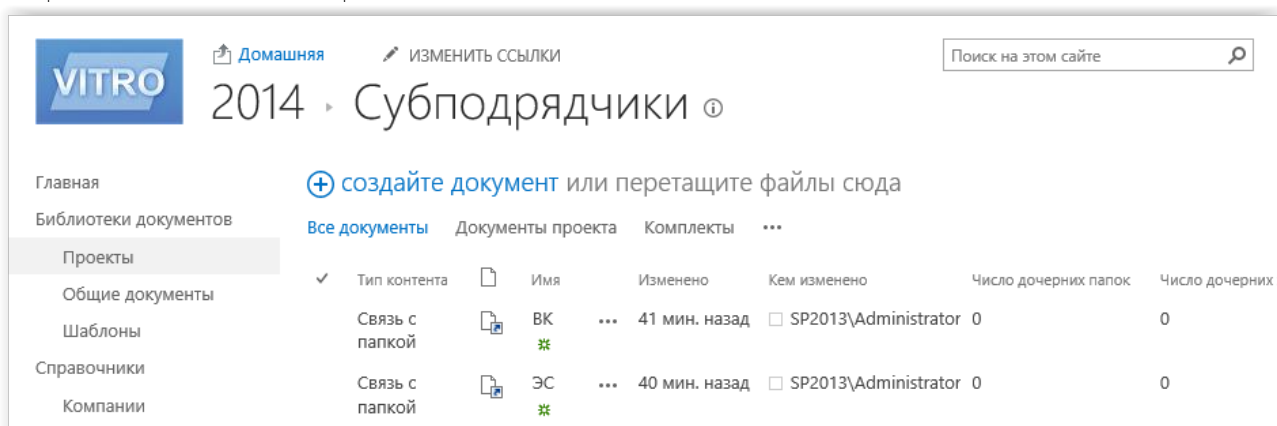 VITRO
Домашняя ИЗМЕНИТЬ ССЫЛКИ
Поиск на этом сайте
2014 Субподрядчики
Главная
Библиотеки документов
Проекты
Общие документы
Шаблоны
Справочники
Компании
создайте документ или перетащите файлы сюда
Все документы Документы проекта Комплекты ...
Тип контента Имя Изменено Кем изменено Число дочерних папок Число дочерних
Связь с папкой ВК ... 41 мин. назад SP2013\Administrator 0 0
Связь с папкой ЭС ... 40 мин. назад SP2013\Administrator 0 0